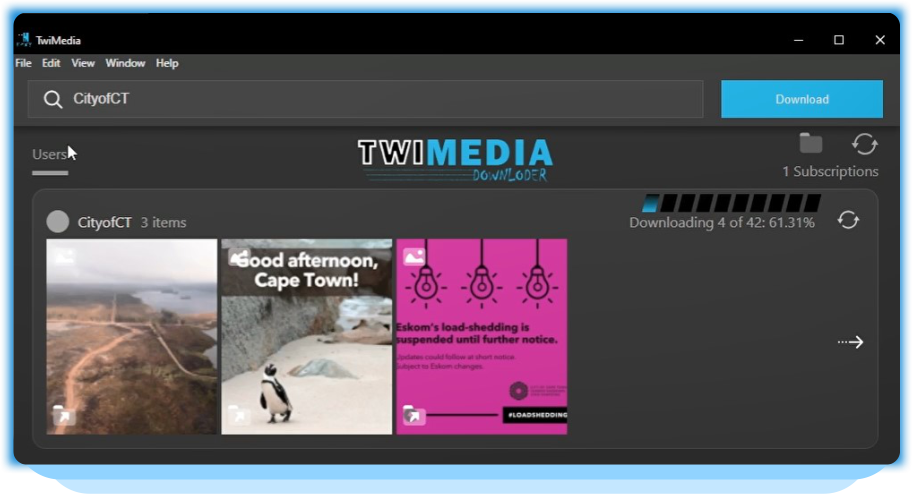 TwiMedia
File Edit View Window Help
CityofCT
Download
Users
TWIMEDIA
DOWNLODER
1 Subscriptions
CityofCT 3 items
Downloading 4 of 42: 61.31%
Good afternoon,
Cape Town!
Eskom's load-shedding is
suspended until further notice.
Updates could follow at short notice.
Subject to Eskom changes.
#LOADSHEDDING